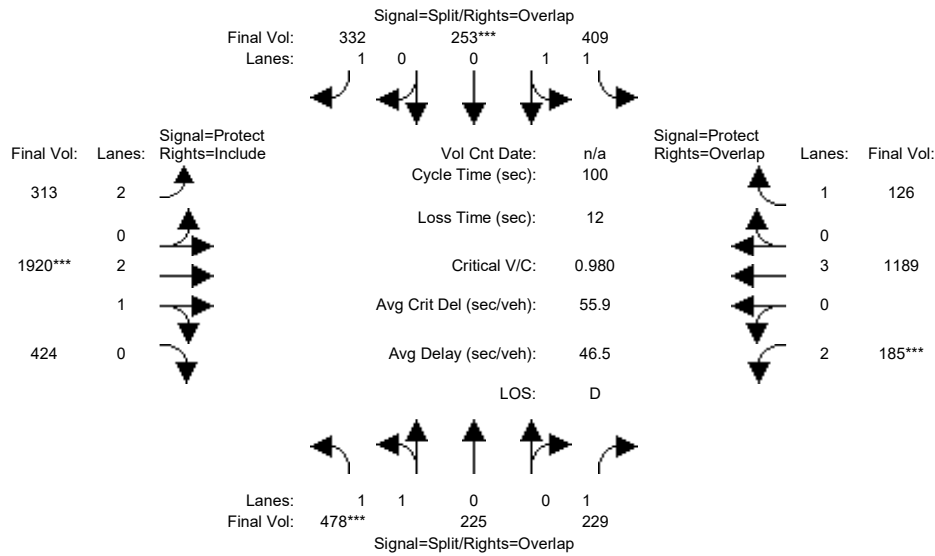 Signal=Split/Rights=Overlap
Final Vol: 332 253*** 409
Lanes: 1 0 0 1 1
Signal=Protect Signal=Protect
Final Vol: Lanes: Rights=Include Vol Cnt Date: n/a Rights=Overlap Lanes: Final Vol:
Cycle Time (sec): 100
313 2 1 126
Loss Time (sec): 12
0 0
1920*** 2 Critical V/C: 0.980 3 1189
1 Avg Crit Del (sec/veh): 55.9 0
424 0 Avg Delay (sec/veh): 46.5 2 185***
LOS: D
Lanes: 1 1 0 0 1
Final Vol: 478*** 225 229
Signal=Split/Rights=Overlap